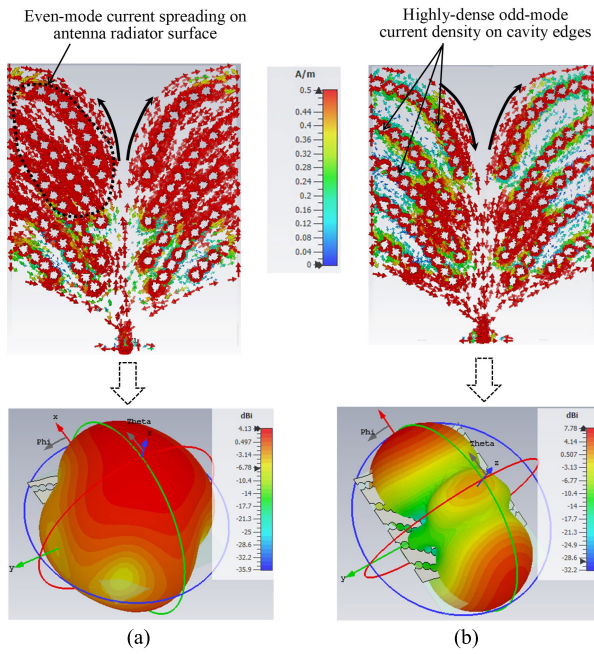 Even-mode current spreading on
antenna radiator surface
Highly-dense odd-mode
current density on cavity edges
A/m
0.5
0.44
0.36
0.32
0.28
0.24
0.2
0.16
0.12
0.08
0.04
0
x
Theta
z
Phi
y
dBi
4.13
0.497
-3.14
-6.78
-10.4
-14
-17.7
-21.3
-25
-28.6
-32.2
-35.9
Theta
z
y
dBi
7.78
4.14
0.504
-3.13
-6.77
-10.4
-14
-17.7
-21.3
-24.9
-28.6
-32.2
(a)
(b)